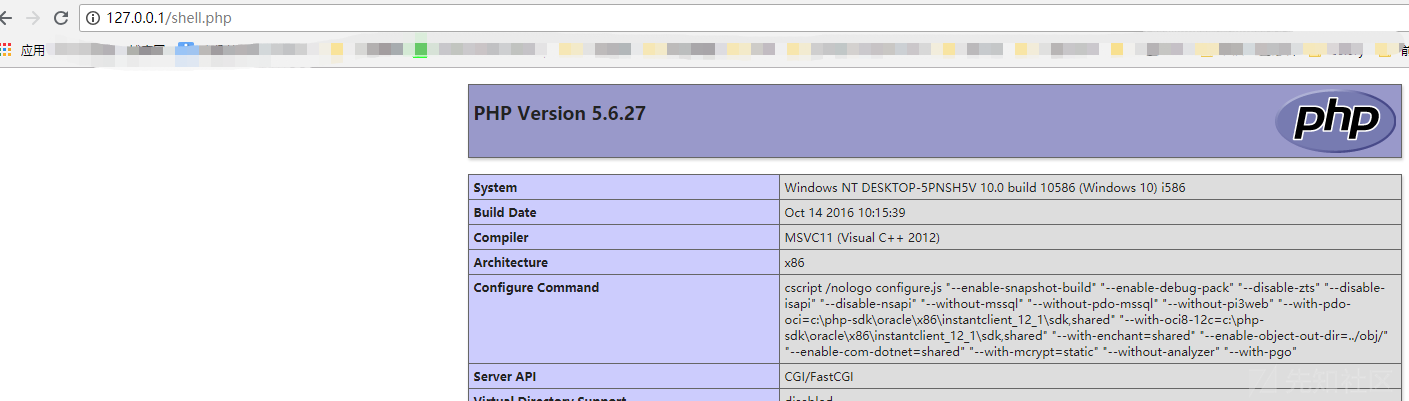 127.0.0.1/shell.php
应用
PHP Version 5.6.27
php
System Windows NT DESKTOP-5PNSH5V 10.0 build 10586 (Windows 10) i586
Build Date Oct 14 2016 10:15:39
Compiler MSVC11 (Visual C++ 2012)
Architecture x86
Configure Command cscript /nologo configure.js "--enable-snapshot-build" "--enable-debug-pack" "--disable-zts" "--disable-
isapi" "--disable-nsapi" "--without-mssql" "--without-pdo-mssql" "--without-pi3web" "--with-pdo-
oci=c:\php-sdk\oracle\x86\instantclient_12_1\sdk,shared" "--with-oci8-12c=c:\php-
sdk\oracle\x86\instantclient_12_1\sdk,shared" "--with-enchant=shared" "--enable-object-out-dir=../obj/"
"--enable-com-dotnet=shared" "--with-mcrypt=static" "--without-analyzer" "--with-pgo"
Server API CGI/FastCGI
Virtual Directory Support disabled
先知社区